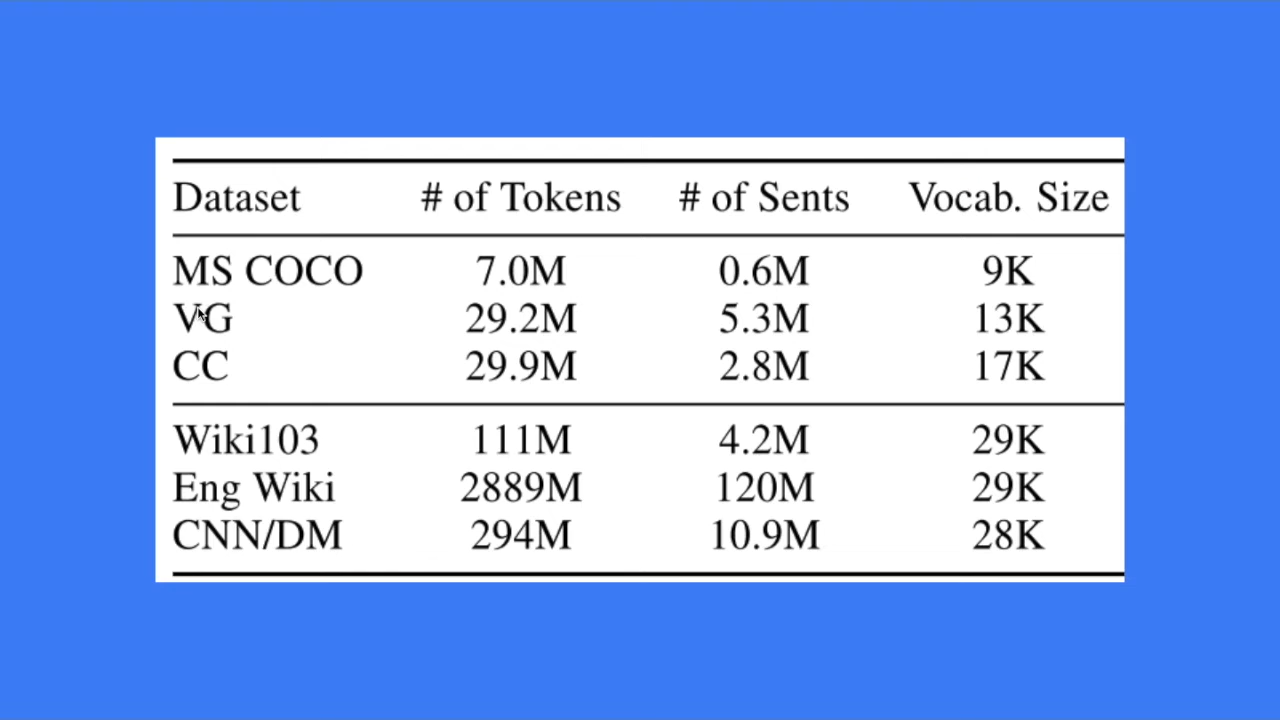 Dataset # of Tokens # of Sents Vocab. Size
MS COCO 7.0M 0.6M 9K
VG 29.2M 5.3M 13K
CC 29.9M 2.8M 17K
Wiki103 111M 4.2M 29K
Eng Wiki 2889M 120M 29K
CNN/DM 294M 10.9M 28K